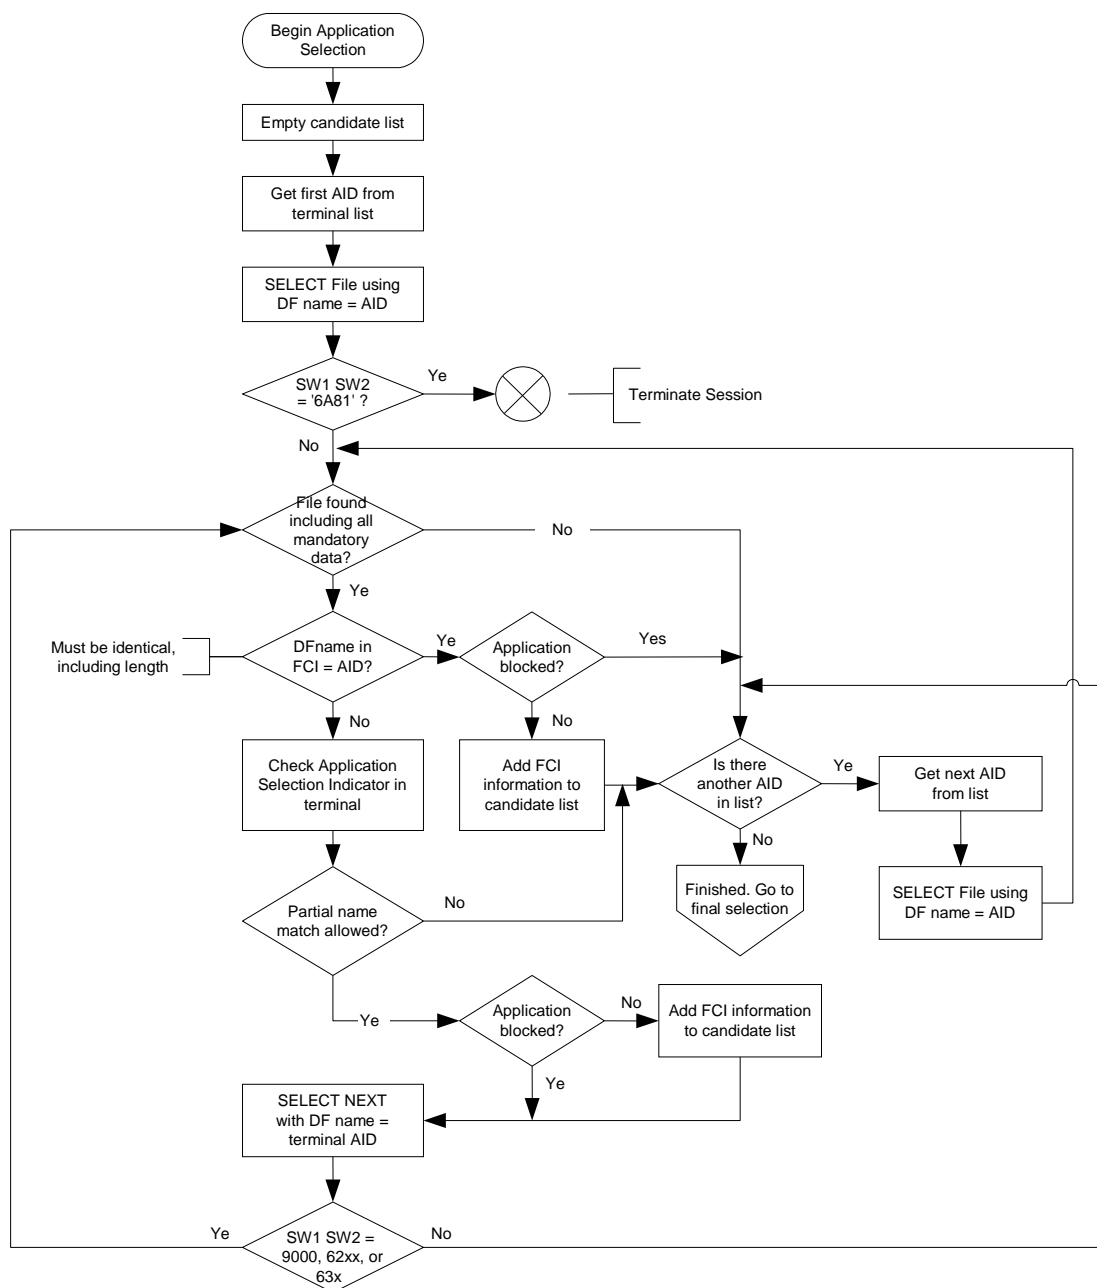 Begin Application
Selection
Empty candidate list
Get first AID from
terminal list
SELECT File using
DF name = AID
SW1 SW2
= '6A81' ?
Ye
Terminate Session
No
File found
including all
mandatory
data?
No
Ye
Must be identical,
including length
DFname in
FCI = AID?
Ye
Application
blocked?
Yes
No
No
Check Application
Selection Indicator in
terminal
Add FCI
information to
candidate list
Is there
another AID
in list?
Ye
Get next AID
from list
No
Partial name
match allowed?
No
Finished. Go to
final selection
SELECT File using
DF name = AID
Ye
Application
blocked?
No
Add FCI information
to candidate list
Ye
SELECT NEXT
with DF name =
terminal AID
Ye
SW1 SW2 =
9000, 62xx, or
63x
No